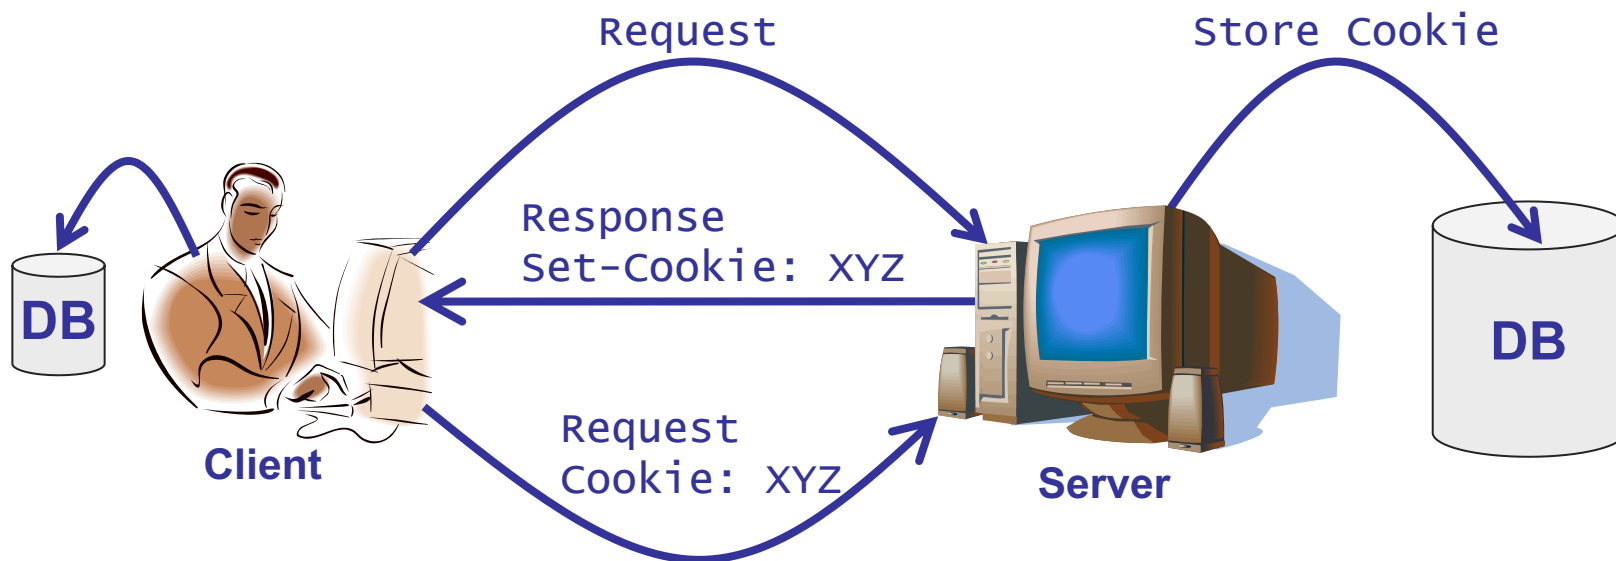 Request
Store Cookie
Response
Set-Cookie: XYZ
DB
DB
Request
Cookie: XYZ
Client
Server